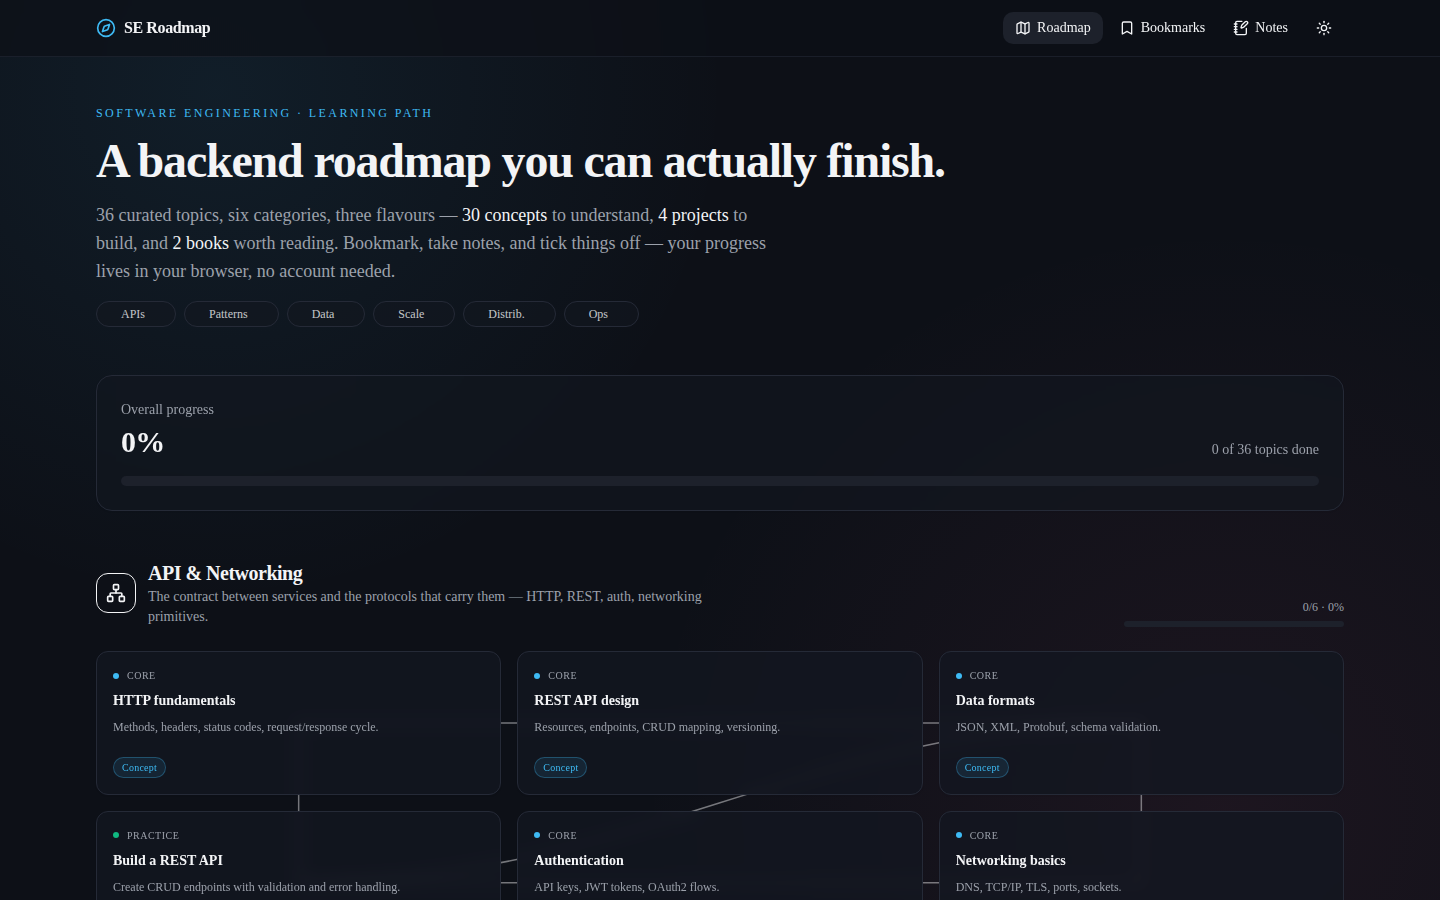 SE Roadmap
Roadmap
Bookmarks
Notes
SOFTWARE ENGINEERING · LEARNING PATH
A backend roadmap you can actually finish.
36 curated topics, six categories, three flavours — 30 concepts to understand, 4 projects to
build, and 2 books worth reading. Bookmark, take notes, and tick things off — your progress
lives in your browser, no account needed.
APIs
Patterns
Data
Scale
Distrib.
Ops
Overall progress
0%
0 of 36 topics done
API & Networking
The contract between services and the protocols that carry them — HTTP, REST, auth, networking
primitives.
0/6 · 0%
CORE
HTTP fundamentals
Methods, headers, status codes, request/response cycle.
Concept
CORE
REST API design
Resources, endpoints, CRUD mapping, versioning.
Concept
CORE
Data formats
JSON, XML, Protobuf, schema validation.
Concept
PRACTICE
Build a REST API
Create CRUD endpoints with validation and error handling.
CORE
Authentication
API keys, JWT tokens, OAuth2 flows.
CORE
Networking basics
DNS, TCP/IP, TLS, ports, sockets.